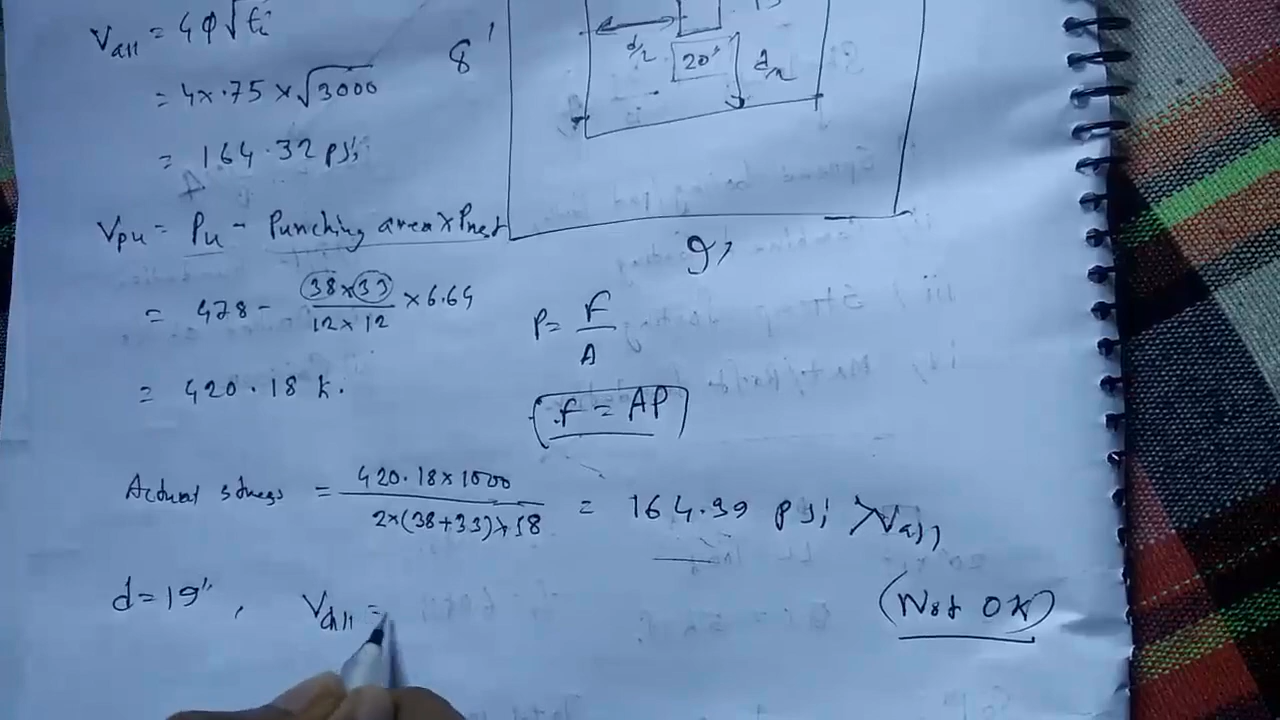 Vall = 4φ√fc'
= 4×.75×√3000
= 164.32 psi
8'
d/2
20"
d/2
9'
Vpu = Pu - Punching area × Pnet
= 478 - 38×33 / 12×12 × 6.64
= 420.18 k.
P = F / A
F = AP
Actual stress = 420.18×1000 / 2×(38+33)×18 = 164.39 psi > Vall
(Not OK)
d = 19", Vall =